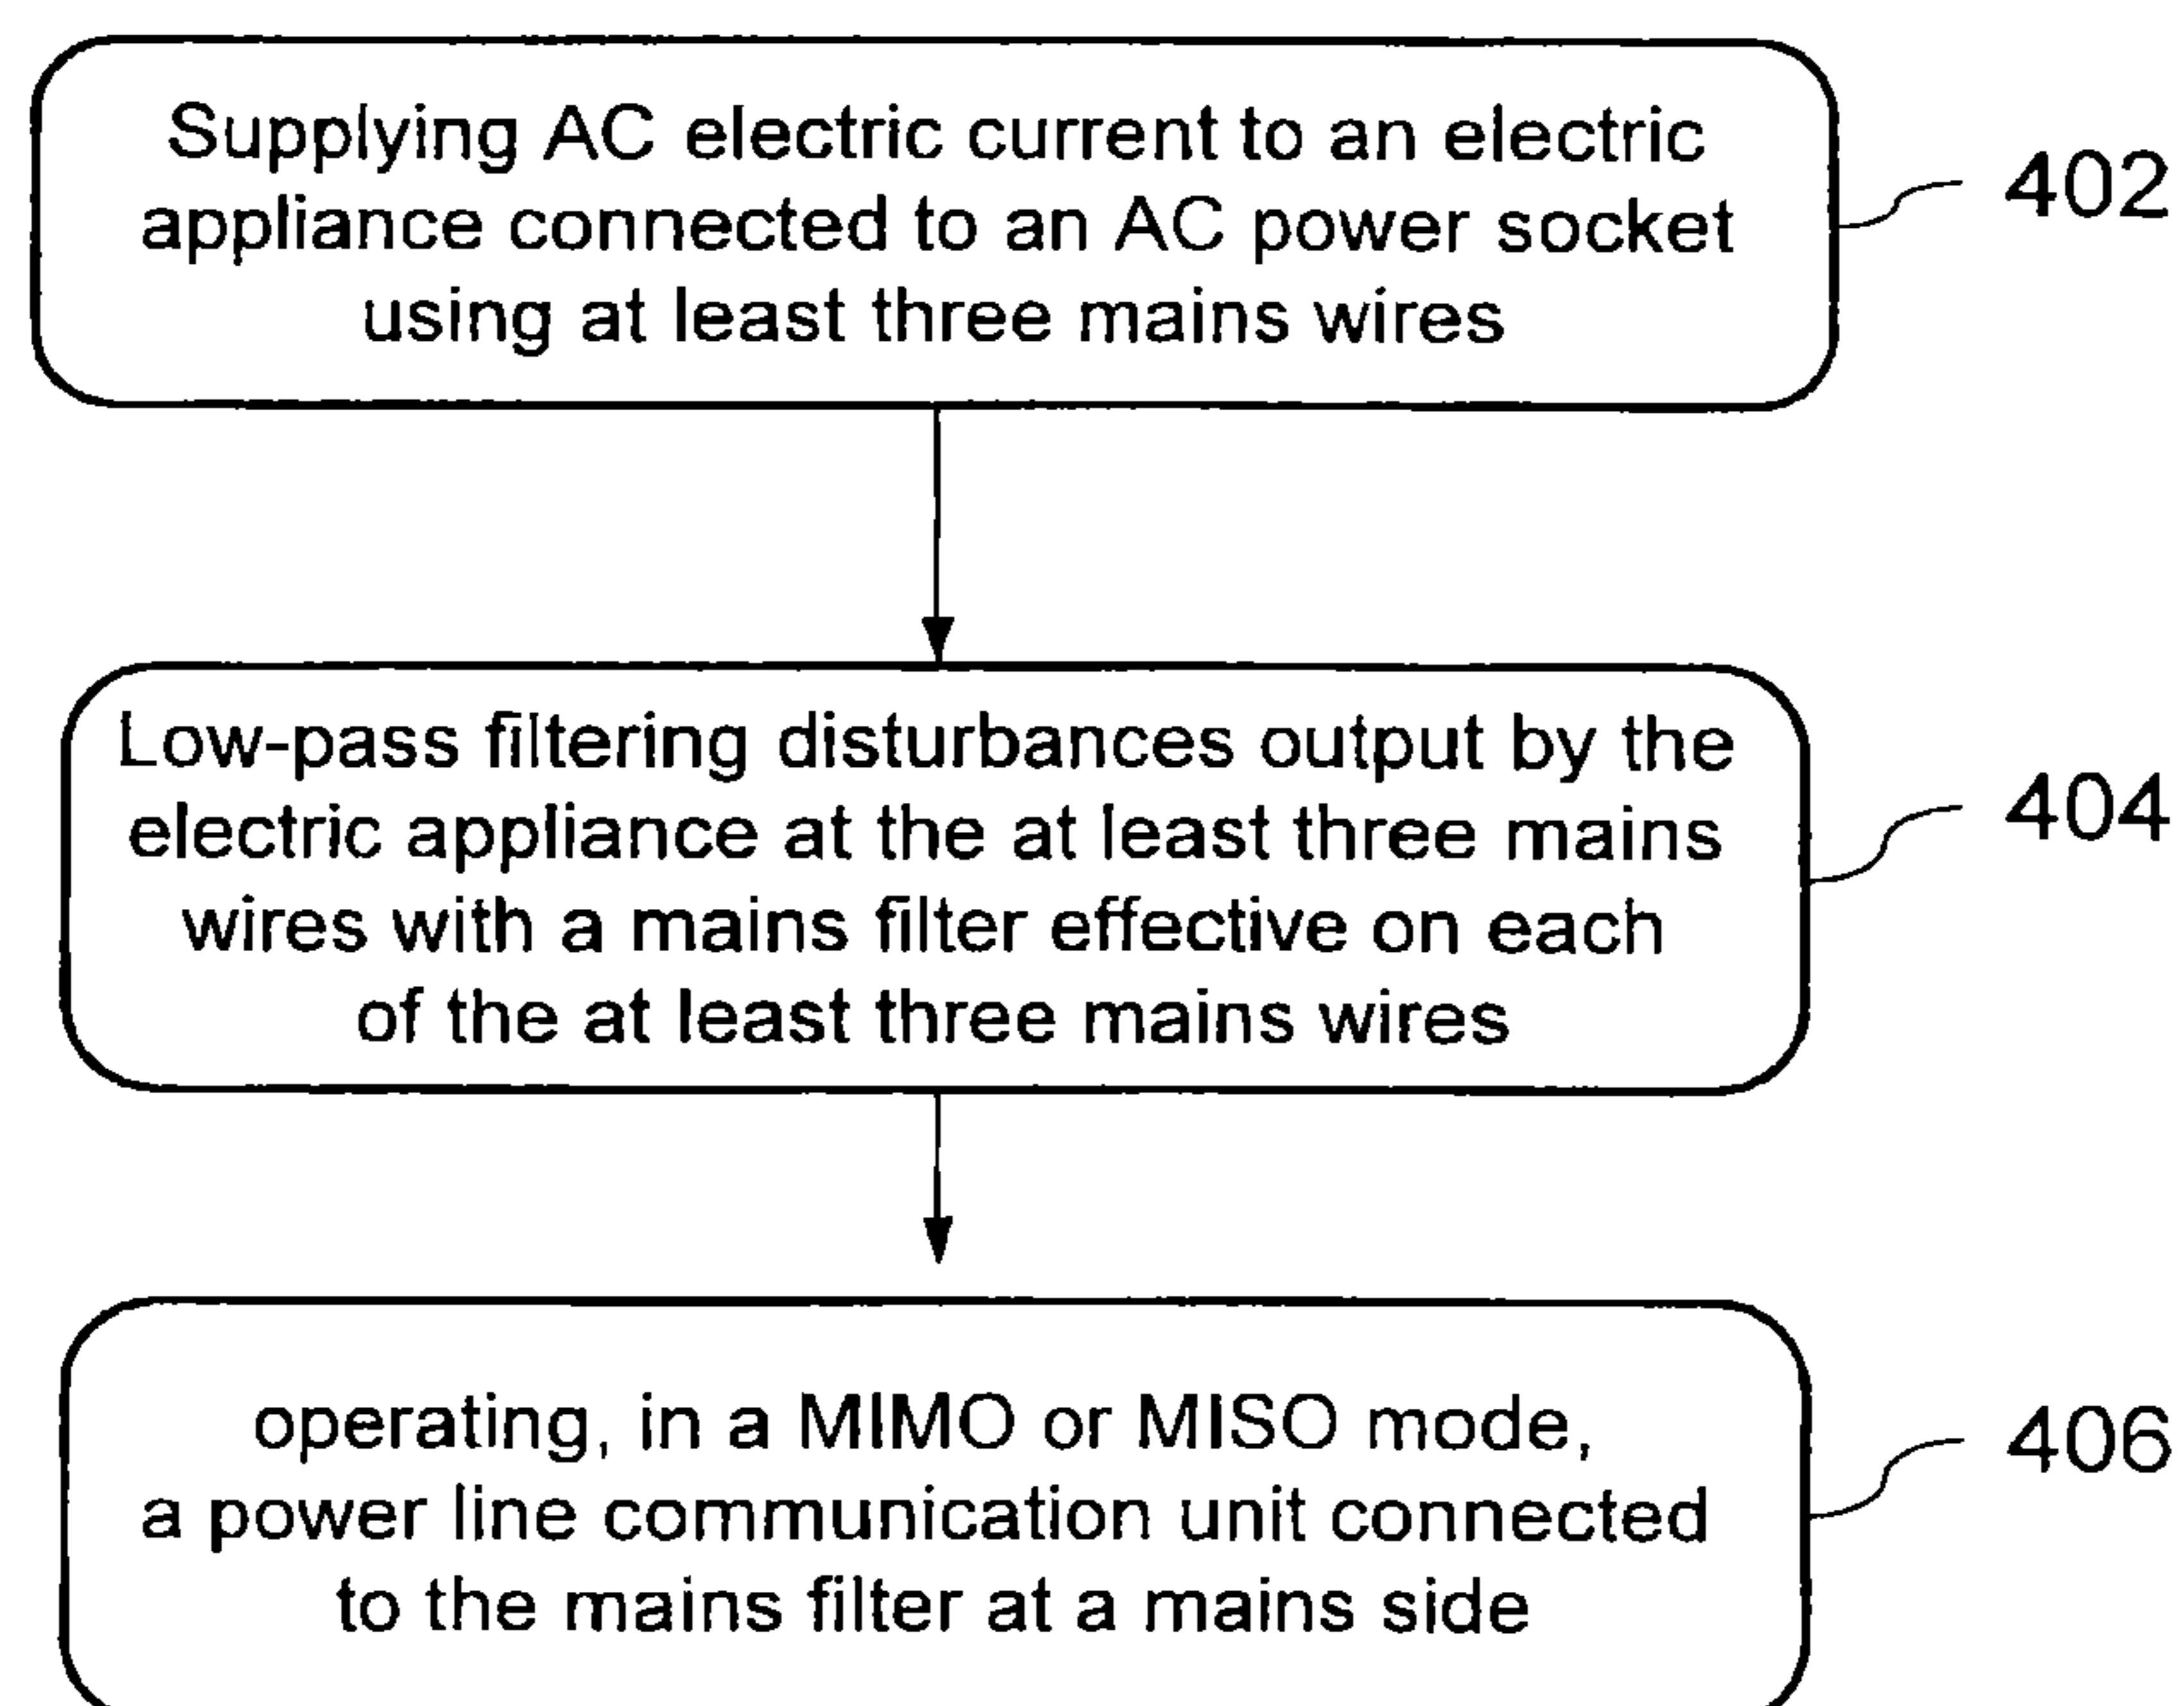 Supplying AC electric current to an electric
appliance connected to an AC power socket
using at least three mains wires
402
Low-pass filtering disturbances output by the
electric appliance at the at least three mains
wires with a mains filter effective on each
of the at least three mains wires
404
operating, in a MIMO or MISO mode,
a power line communication unit connected
to the mains filter at a mains side
406